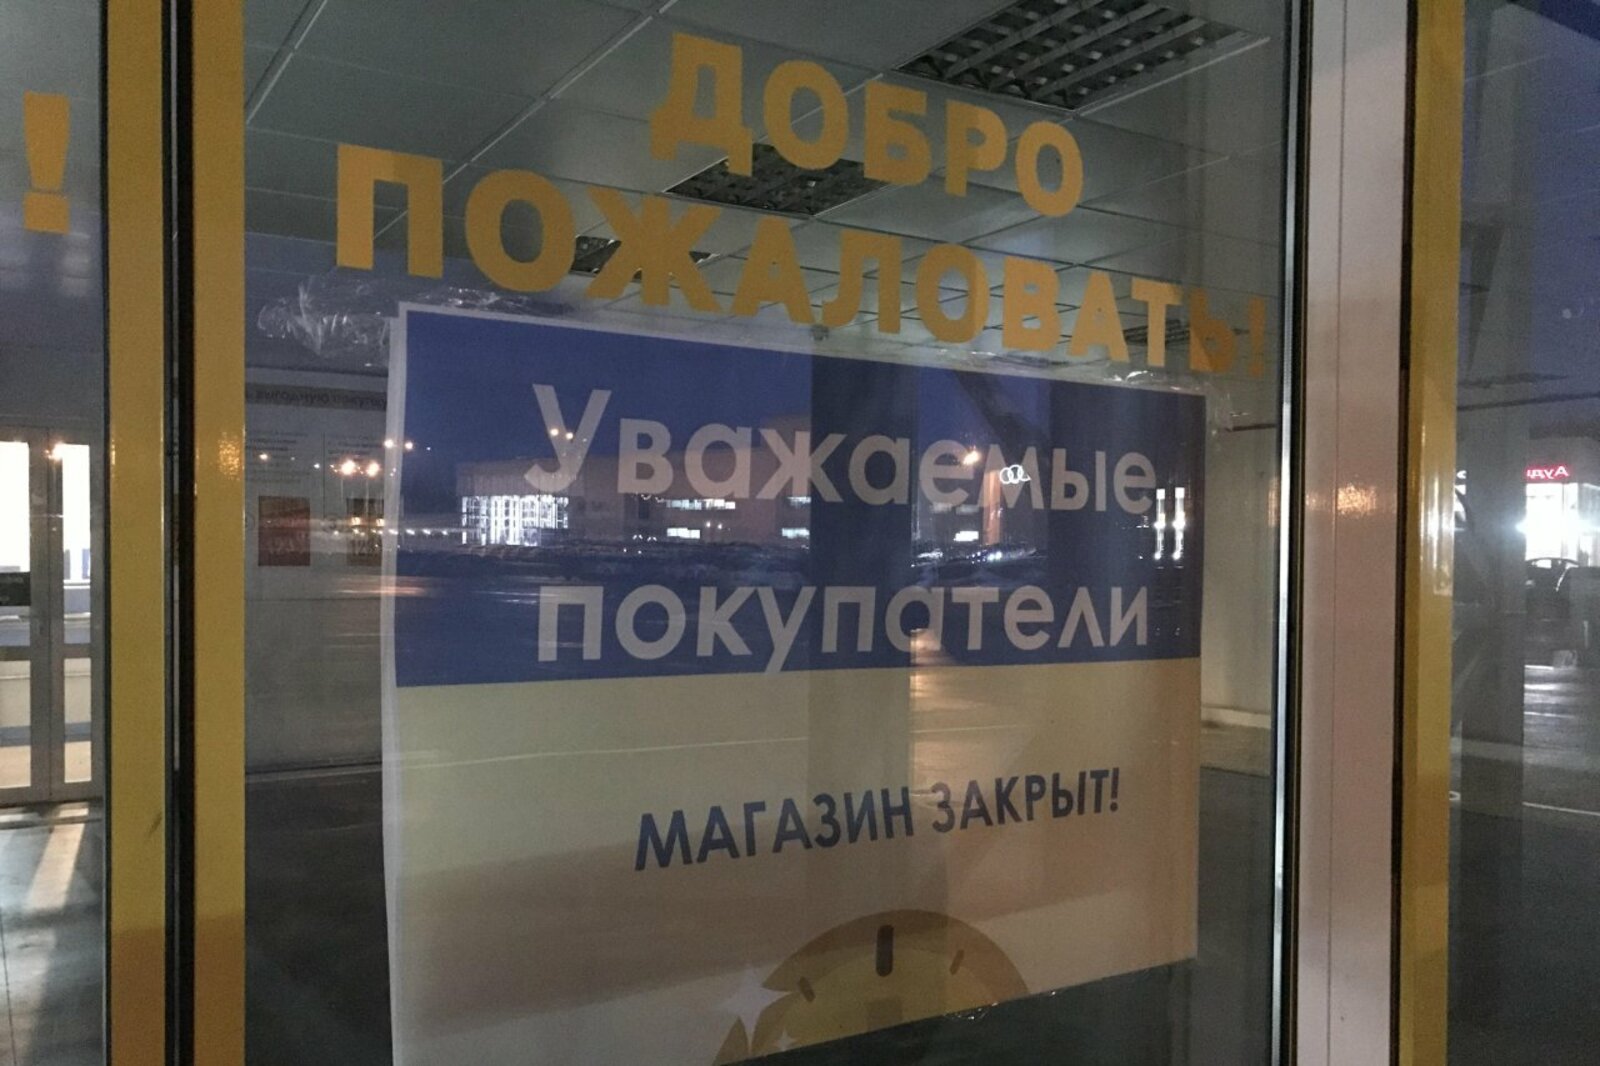 !
ДОБРО
ПОЖАЛОВАТЬ!
Уважаемые
покупатели
МАГАЗИН ЗАКРЫТ!